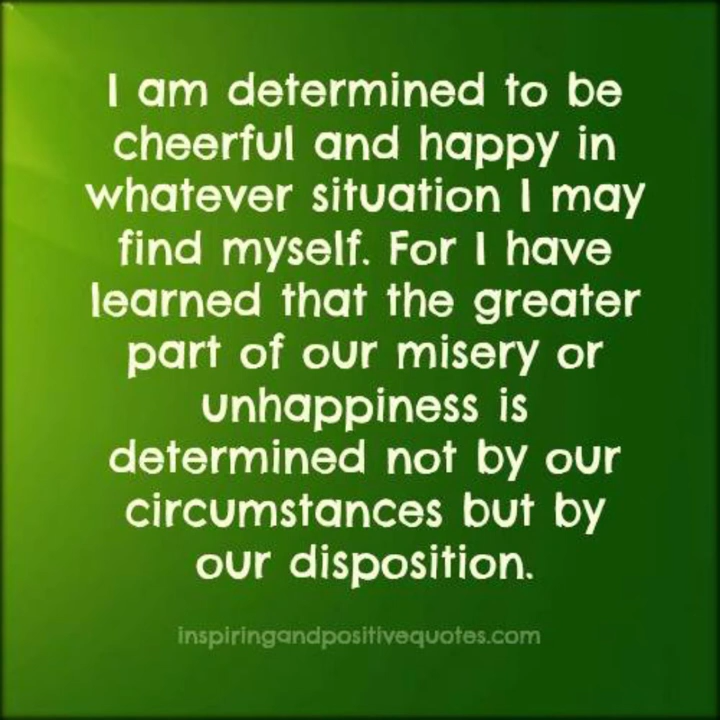 I am determined to be
cheerful and happy in
whatever situation I may
find myself. For I have
learned that the greater
part of our misery or
unhappiness is
determined not by our
circumstances but by
our disposition.
inspiringandpositivequotes.com